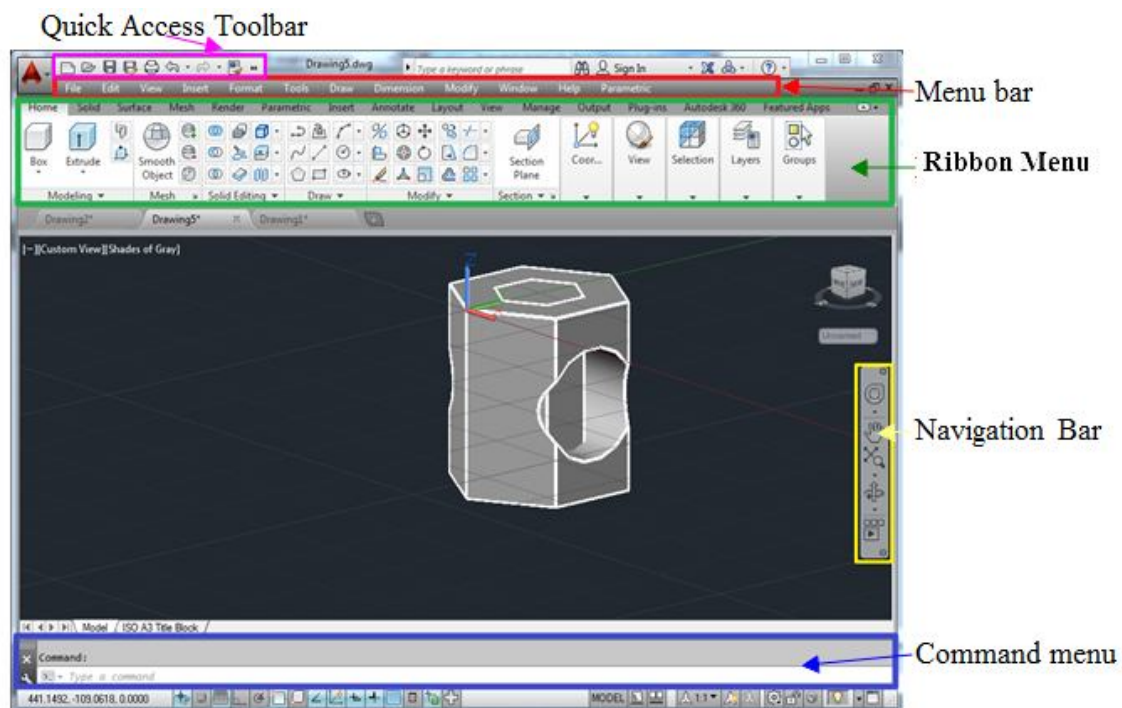 Quick Access Toolbar
Drawing5.dwg Type a keyword or phrase Sign In
File Edit View Insert Format Tools Draw Dimension Modify Window Help Parametric
Menu bar
Home Solid Surface Mesh Render Parametric Insert Annotate Layout View Manage Output Plug-ins Autodesk 360 Featured Apps
Ribbon Menu
Box Extrude Smooth Object Section Plane Coor... View Selection Layers Groups
Modeling Mesh Solid Editing Draw Modify Section
Drawing2* Drawing5* Drawing1*
[−][Custom View][Shades of Gray]
Z
Unnamed
Navigation Bar
Model ISO A3 Title Block
Command:
Type a command
Command menu
441.1492, -109.0618, 0.0000 MODEL 1:1